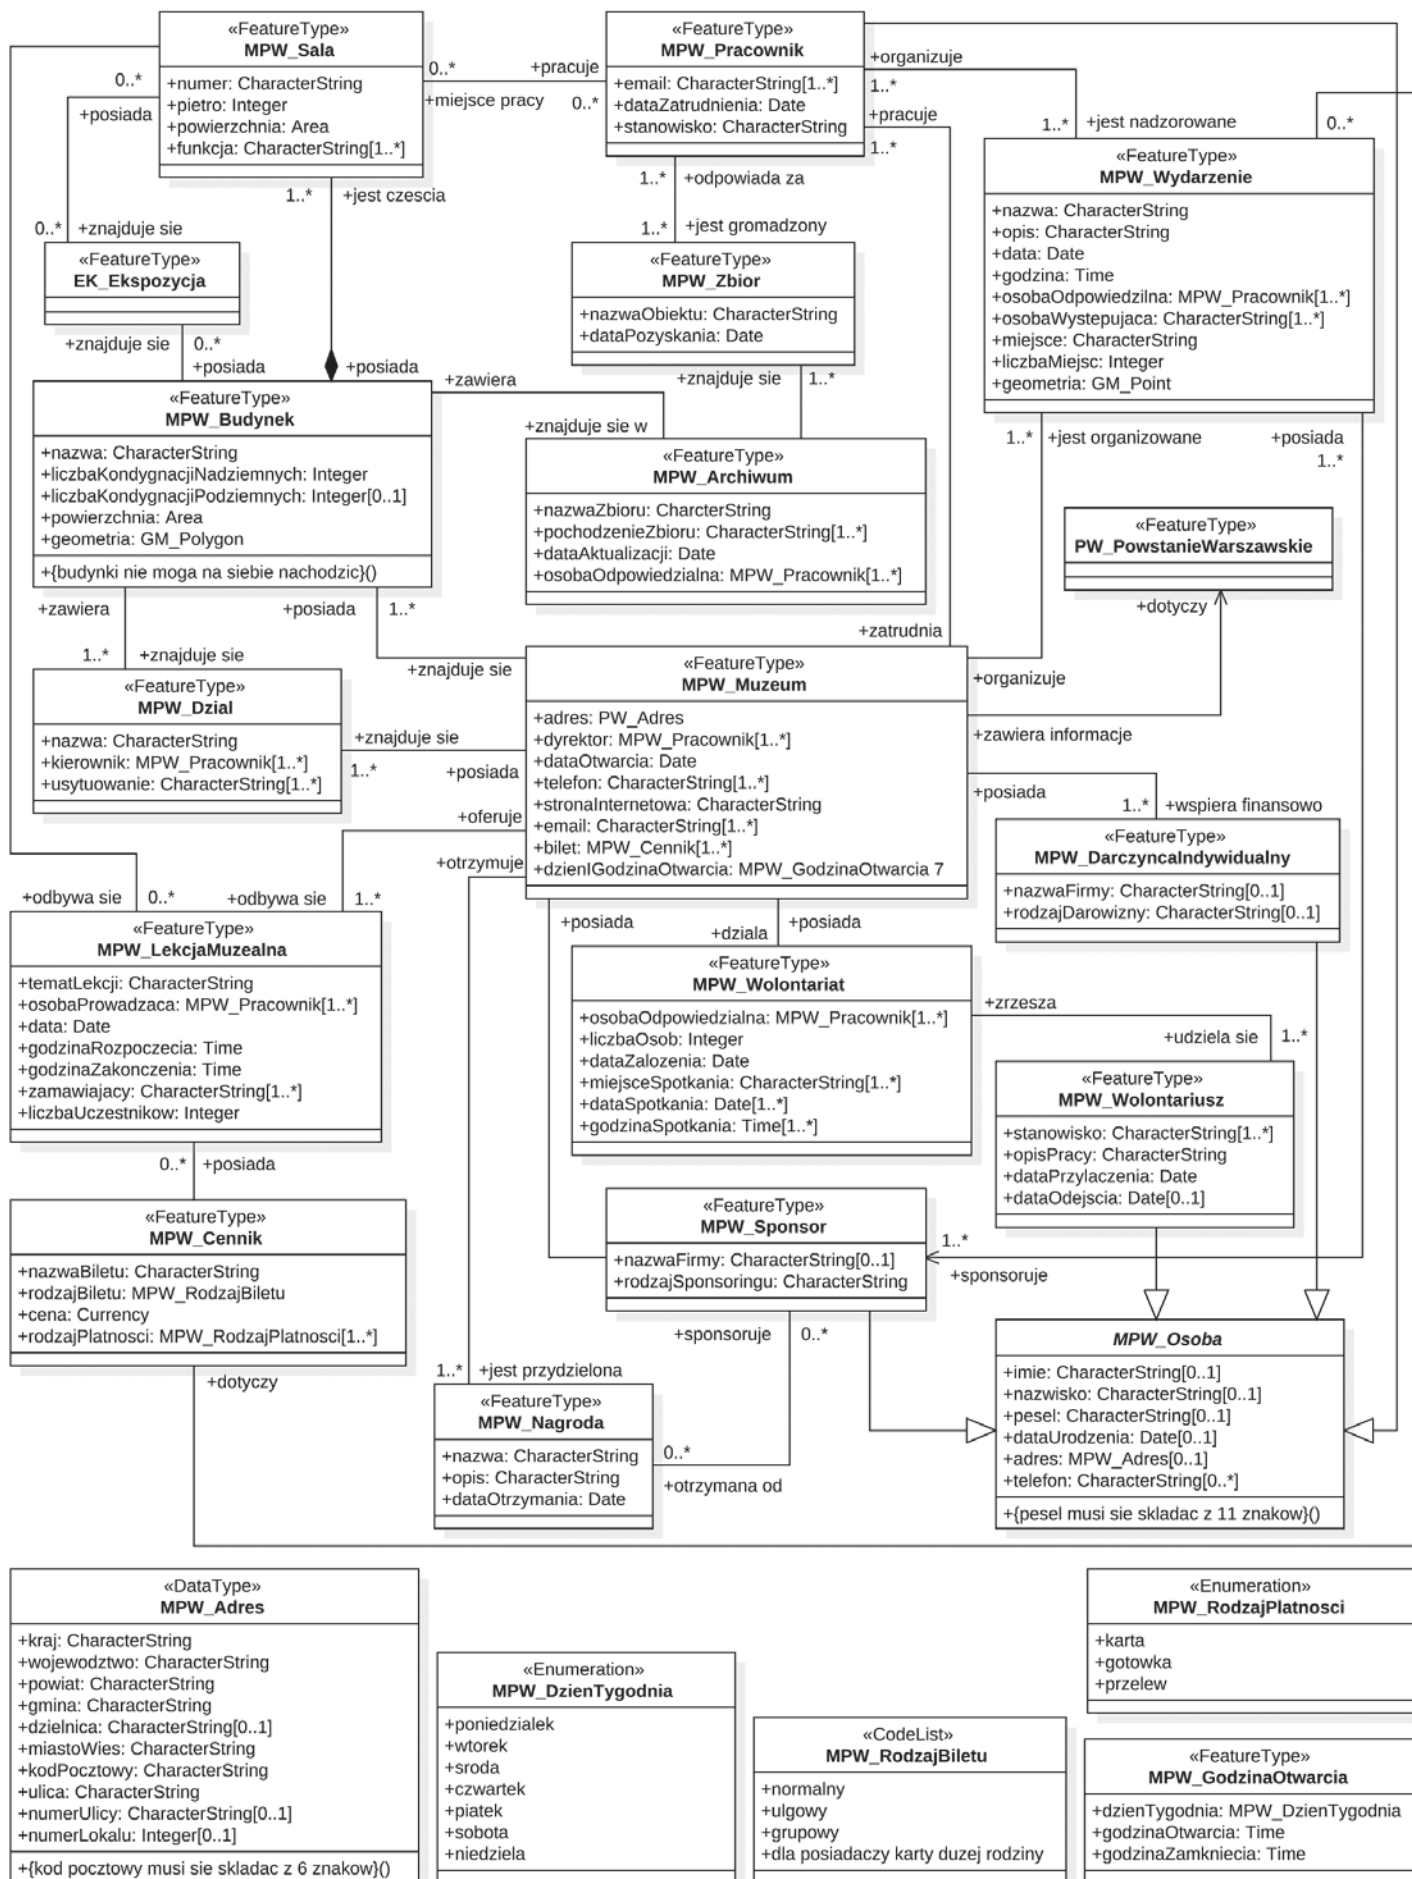 «FeatureType»
MPW_Sala
+numer: CharacterString
+pietro: Integer
+powierzchnia: Area
+funkcja: CharacterString[1..*]
«FeatureType»
MPW_Pracownik
+email: CharacterString[1..*]
+dataZatrudnienia: Date
+stanowisko: CharacterString
0..*
+pracuje
+miejsce pracy
0..*
+organizuje
1..*
+pracuje
1..*
0..*
+posiada
1..*
+jest nadzorowane
0..*
«FeatureType»
MPW_Wydarzenie
+nazwa: CharacterString
+opis: CharacterString
+data: Date
+godzina: Time
+osobaOdpowiedzilna: MPW_Pracownik[1..*]
+osobaWystepujaca: CharacterString[1..*]
+miejsce: CharacterString
+liczbaMiejsc: Integer
+geometria: GM_Point
1..*
+jest czescia
1..*
+odpowiada za
0..*
+znajduje sie
1..*
+jest gromadzony
«FeatureType»
EK_Ekspozycja
«FeatureType»
MPW_Zbior
+nazwaObiektu: CharacterString
+dataPozyskania: Date
+znajduje sie
0..*
+posiada
+posiada
+zawiera
+znajduje sie
1..*
«FeatureType»
MPW_Budynek
+nazwa: CharacterString
+liczbaKondygnacjiNadziemnych: Integer
+liczbaKondygnacjiPodziemnych: Integer[0..1]
+powierzchnia: Area
+geometria: GM_Polygon
+{budynki nie moga na siebie nachodzic}()
+znajduje sie w
«FeatureType»
MPW_Archiwum
+nazwaZbioru: CharcterString
+pochodzenieZbioru: CharacterString[1..*]
+dataAktualizacji: Date
+osobaOdpowiedzialna: MPW_Pracownik[1..*]
1..*
+jest organizowane
+posiada
1..*
«FeatureType»
PW_PowstanieWarszawskie
+dotyczy
+zawiera
+posiada
1..*
+zatrudnia
1..*
+znajduje sie
+znajduje sie
+organizuje
«FeatureType»
MPW_Dzial
+nazwa: CharacterString
+kierownik: MPW_Pracownik[1..*]
+usytuowanie: CharacterString[1..*]
+znajduje sie
1..*
+posiada
«FeatureType»
MPW_Muzeum
+adres: PW_Adres
+dyrektor: MPW_Pracownik[1..*]
+dataOtwarcia: Date
+telefon: CharacterString[1..*]
+stronaInternetowa: CharacterString
+email: CharacterString[1..*]
+bilet: MPW_Cennik[1..*]
+dzienIGodzinaOtwarcia: MPW_GodzinaOtwarcia 7
+zawiera informacje
+posiada
1..*
+wspiera finansowo
«FeatureType»
MPW_DarczyncaIndywidualny
+nazwaFirmy: CharacterString[0..1]
+rodzajDarowizny: CharacterString[0..1]
+oferuje
+otrzymuje
+odbywa sie
0..*
+odbywa sie
1..*
+posiada
+dziala
+posiada
«FeatureType»
MPW_LekcjaMuzealna
+tematLekcji: CharacterString
+osobaProwadzaca: MPW_Pracownik[1..*]
+data: Date
+godzinaRozpoczecia: Time
+godzinaZakonczenia: Time
+zamawiajacy: CharacterString[1..*]
+liczbaUczestnikow: Integer
«FeatureType»
MPW_Wolontariat
+osobaOdpowiedzialna: MPW_Pracownik[1..*]
+liczbaOsob: Integer
+dataZalozenia: Date
+miejsceSpotkania: CharacterString[1..*]
+dataSpotkania: Date[1..*]
+godzinaSpotkania: Time[1..*]
+zrzesza
+udziela sie
1..*
«FeatureType»
MPW_Wolontariusz
+stanowisko: CharacterString[1..*]
+opisPracy: CharacterString
+dataPrzylaczenia: Date
+dataOdejscia: Date[0..1]
0..*
+posiada
«FeatureType»
MPW_Cennik
+nazwaBiletu: CharacterString
+rodzajBiletu: MPW_RodzajBiletu
+cena: Currency
+rodzajPlatnosci: MPW_RodzajPlatnosci[1..*]
+dotyczy
«FeatureType»
MPW_Sponsor
+nazwaFirmy: CharacterString[0..1]
+rodzajSponsoringu: CharacterString
1..*
+sponsoruje
+sponsoruje
0..*
1..*
+jest przydzielona
«FeatureType»
MPW_Nagroda
+nazwa: CharacterString
+opis: CharacterString
+dataOtrzymania: Date
0..*
+otrzymana od
MPW_Osoba
+imie: CharacterString[0..1]
+nazwisko: CharacterString[0..1]
+pesel: CharacterString[0..1]
+dataUrodzenia: Date[0..1]
+adres: MPW_Adres[0..1]
+telefon: CharacterString[0..*]
+{pesel musi sie skladac z 11 znakow}()
«DataType»
MPW_Adres
+kraj: CharacterString
+wojewodztwo: CharacterString
+powiat: CharacterString
+gmina: CharacterString
+dzielnica: CharacterString[0..1]
+miastoWies: CharacterString
+kodPocztowy: CharacterString
+ulica: CharacterString
+numerUlicy: CharacterString[0..1]
+numerLokalu: Integer[0..1]
+{kod pocztowy musi sie skladac z 6 znakow}()
«Enumeration»
MPW_DzienTygodnia
+poniedzialek
+wtorek
+sroda
+czwartek
+piatek
+sobota
+niedziela
«CodeList»
MPW_RodzajBiletu
+normalny
+ulgowy
+grupowy
+dla posiadaczy karty duzej rodziny
«Enumeration»
MPW_RodzajPlatnosci
+karta
+gotowka
+przelew
«FeatureType»
MPW_GodzinaOtwarcia
+dzienTygodnia: MPW_DzienTygodnia
+godzinaOtwarcia: Time
+godzinaZamkniecia: Time